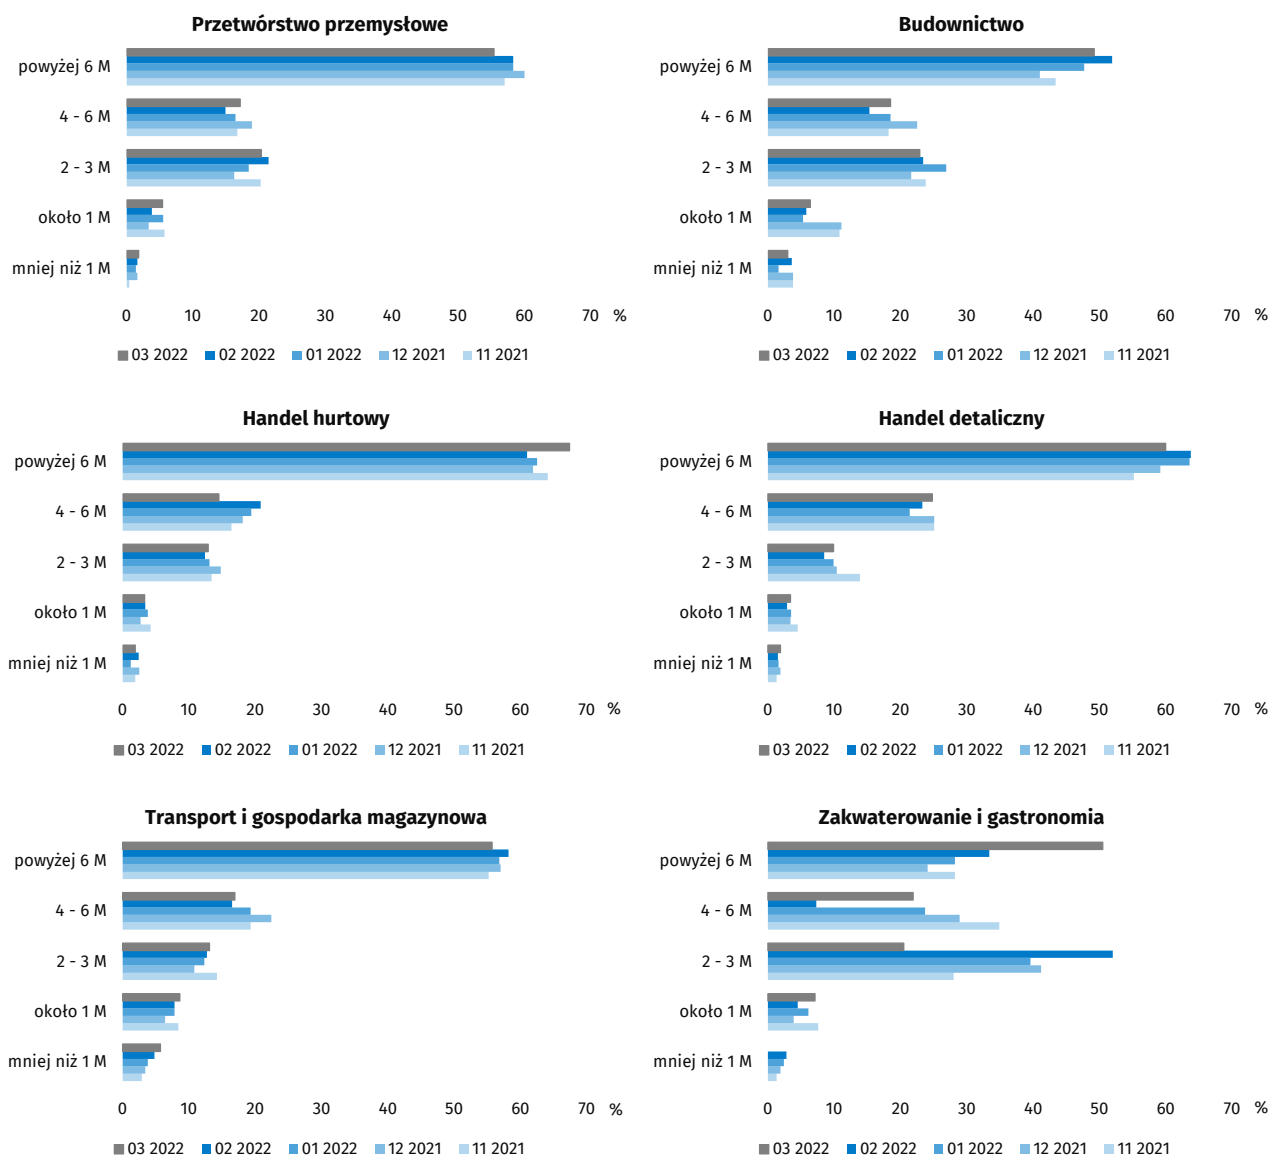 Przetwórstwo przemysłowe
powyżej 6 M
4 - 6 M
2 - 3 M
około 1 M
mniej niż 1 M
0 10 20 30 40 50 60 70 %
03 2022 02 2022 01 2022 12 2021 11 2021
Budownictwo
powyżej 6 M
4 - 6 M
2 - 3 M
około 1 M
mniej niż 1 M
0 10 20 30 40 50 60 70 %
03 2022 02 2022 01 2022 12 2021 11 2021
Handel hurtowy
powyżej 6 M
4 - 6 M
2 - 3 M
około 1 M
mniej niż 1 M
0 10 20 30 40 50 60 70 %
03 2022 02 2022 01 2022 12 2021 11 2021
Handel detaliczny
powyżej 6 M
4 - 6 M
2 - 3 M
około 1 M
mniej niż 1 M
0 10 20 30 40 50 60 70 %
03 2022 02 2022 01 2022 12 2021 11 2021
Transport i gospodarka magazynowa
powyżej 6 M
4 - 6 M
2 - 3 M
około 1 M
mniej niż 1 M
0 10 20 30 40 50 60 70 %
03 2022 02 2022 01 2022 12 2021 11 2021
Zakwaterowanie i gastronomia
powyżej 6 M
4 - 6 M
2 - 3 M
około 1 M
mniej niż 1 M
0 10 20 30 40 50 60 70 %
03 2022 02 2022 01 2022 12 2021 11 2021